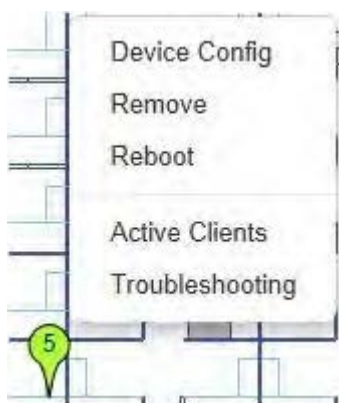 Device Config
Remove
Reboot
Active Clients
Troubleshooting
5